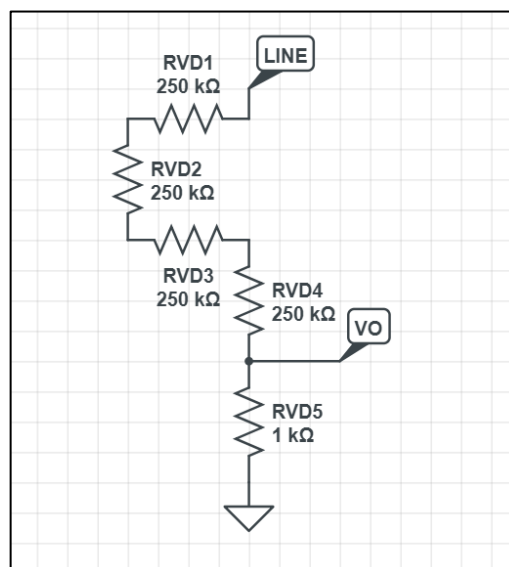 LINE
RVD1
250 kΩ
RVD2
250 kΩ
RVD3
250 kΩ
RVD4
250 kΩ
VO
RVD5
1 kΩ